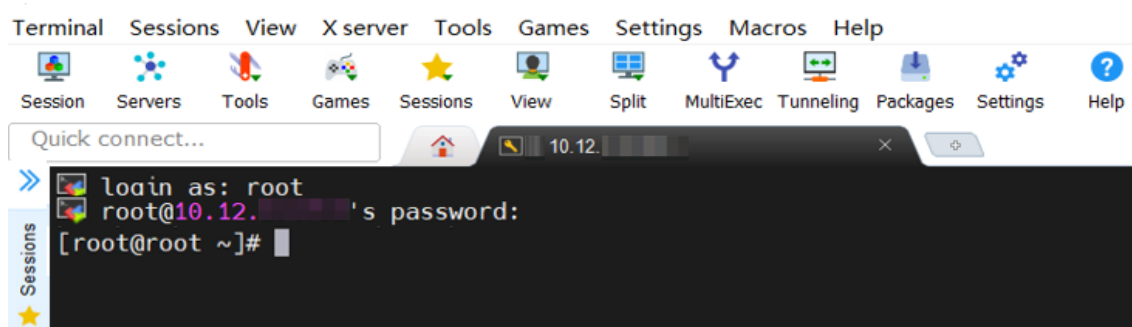 Terminal Sessions View X server Tools Games Settings Macros Help
Session Servers Tools Games Sessions View Split MultiExec Tunneling Packages Settings Help
Quick connect... 10.12.
login as: root
root@10.12. 's password:
[root@root ~]#
Sessions